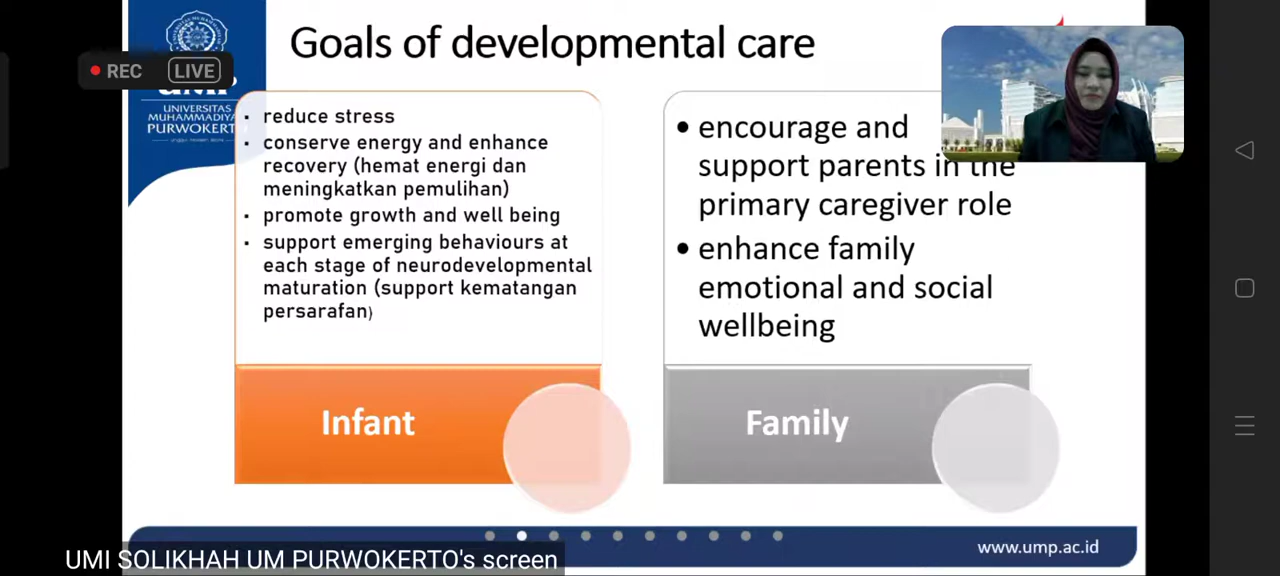 Goals of developmental care
REC LIVE
UNIVERSITAS
MUHAMMADIYA
PURWOKERT
reduce stress
conserve energy and enhance
recovery (hemat energi dan
meningkatkan pemulihan)
promote growth and well being
support emerging behaviours at
each stage of neurodevelopmental
maturation (support kematangan
persarafan)
Infant
encourage and
support parents in the
primary caregiver role
enhance family
emotional and social
wellbeing
Family
www.ump.ac.id
UMI SOLIKHAH UM PURWOKERTO's screen